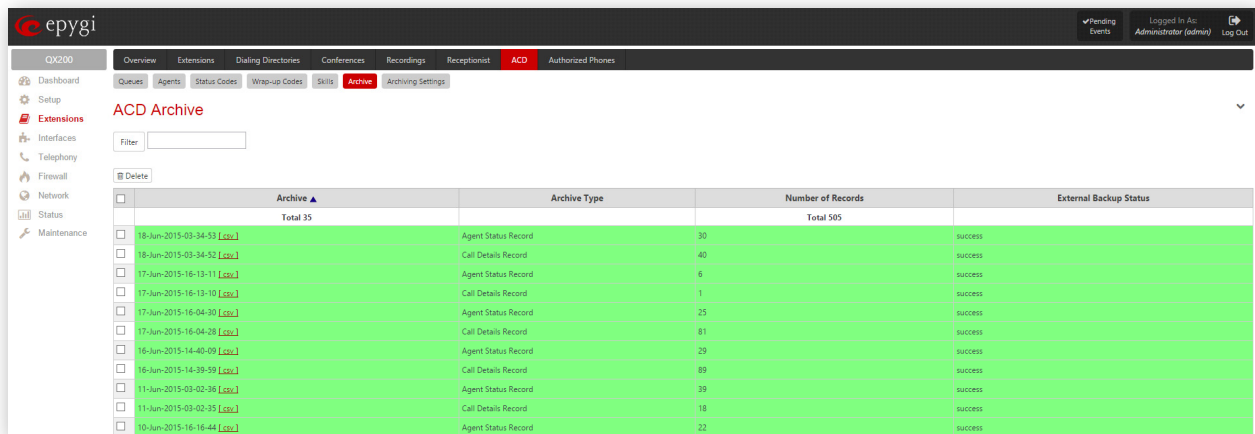 epygi
✔Pending Events
Logged In As:
Administrator (admin)
Log Out
QX200
Dashboard
Setup
Extensions
Interfaces
Telephony
Firewall
Network
Status
Maintenance
Overview Extensions Dialing Directories Conferences Recordings Receptionist ACD Authorized Phones
Queues Agents Status Codes Wrap-up Codes Skills Archive Archiving Settings
ACD Archive
Filter
Delete
Archive ▲ Archive Type Number of Records External Backup Status
Total 35 Total 505
18-Jun-2015-03-34-53 [ csv ] Agent Status Record 30 success
18-Jun-2015-03-34-52 [ csv ] Call Details Record 40 success
17-Jun-2015-16-13-11 [ csv ] Agent Status Record 6 success
17-Jun-2015-16-13-10 [ csv ] Call Details Record 1 success
17-Jun-2015-16-04-30 [ csv ] Agent Status Record 25 success
17-Jun-2015-16-04-28 [ csv ] Call Details Record 81 success
16-Jun-2015-14-40-09 [ csv ] Agent Status Record 29 success
16-Jun-2015-14-39-59 [ csv ] Call Details Record 89 success
11-Jun-2015-03-02-36 [ csv ] Agent Status Record 39 success
11-Jun-2015-03-02-35 [ csv ] Call Details Record 18 success
10-Jun-2015-16-16-44 [ csv ] Agent Status Record 22 success